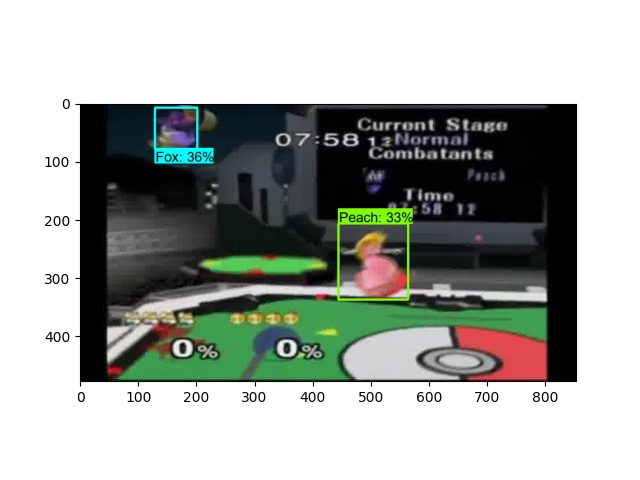 0
100
200
300
400
0 100 200 300 400 500 600 700 800
Fox: 36%
Peach: 33%
07:58 12
Current Stage
Normal
Combatants
Peach
Time
07:58 12
0% 0%